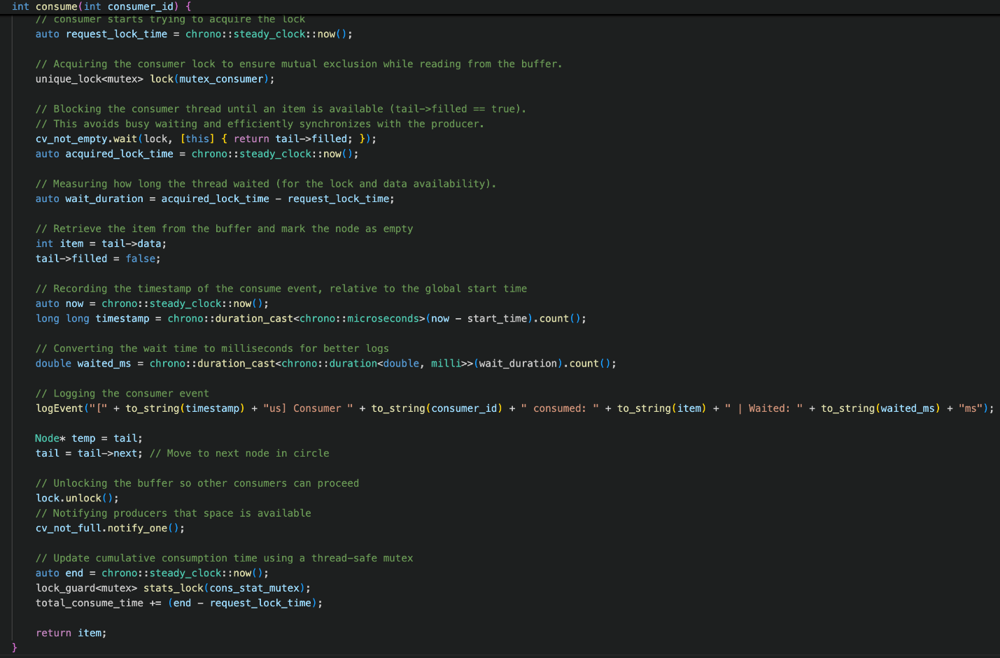 int consume(int consumer_id) {
// consumer starts trying to acquire the lock
auto request_lock_time = chrono::steady_clock::now();
// Acquiring the consumer lock to ensure mutual exclusion while reading from the buffer.
unique_lock<mutex> lock(mutex_consumer);
// Blocking the consumer thread until an item is available (tail->filled == true).
// This avoids busy waiting and efficiently synchronizes with the producer.
cv_not_empty.wait(lock, [this] { return tail->filled; });
auto acquired_lock_time = chrono::steady_clock::now();
// Measuring how long the thread waited (for the lock and data availability).
auto wait_duration = acquired_lock_time - request_lock_time;
// Retrieve the item from the buffer and mark the node as empty
int item = tail->data;
tail->filled = false;
// Recording the timestamp of the consume event, relative to the global start time
auto now = chrono::steady_clock::now();
long long timestamp = chrono::duration_cast<chrono::microseconds>(now - start_time).count();
// Converting the wait time to milliseconds for better logs
double waited_ms = chrono::duration_cast<chrono::duration<double, milli>>(wait_duration).count();
// Logging the consumer event
logEvent("[" + to_string(timestamp) + "us] Consumer " + to_string(consumer_id) + " consumed: " + to_string(item) + " | Waited: " + to_string(waited_ms) + "ms");
Node* temp = tail;
tail = tail->next; // Move to next node in circle
// Unlocking the buffer so other consumers can proceed
lock.unlock();
// Notifying producers that space is available
cv_not_full.notify_one();
// Update cumulative consumption time using a thread-safe mutex
auto end = chrono::steady_clock::now();
lock_guard<mutex> stats_lock(cons_stat_mutex);
total_consume_time += (end - request_lock_time);
return item;
}